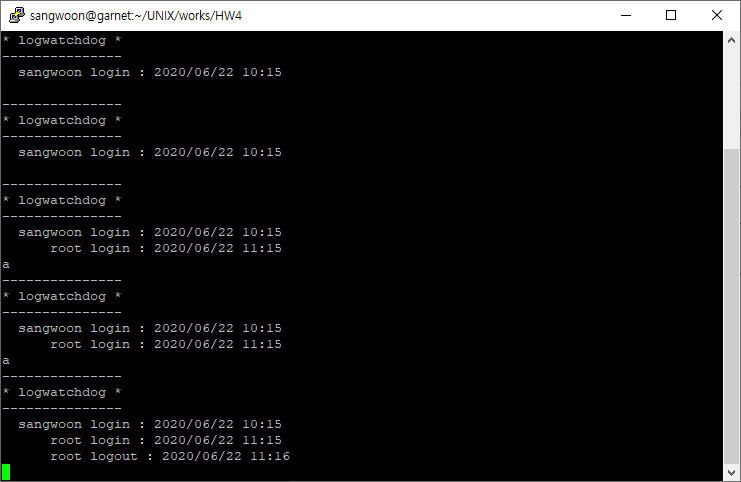 sangwoon@garnet:~/UNIX/works/HW4
* logwatchdog *
---------------
  sangwoon login : 2020/06/22 10:15

---------------
* logwatchdog *
---------------
  sangwoon login : 2020/06/22 10:15

---------------
* logwatchdog *
---------------
  sangwoon login : 2020/06/22 10:15
      root login : 2020/06/22 11:15
a
---------------
* logwatchdog *
---------------
  sangwoon login : 2020/06/22 10:15
      root login : 2020/06/22 11:15
a
---------------
* logwatchdog *
---------------
  sangwoon login : 2020/06/22 10:15
      root login : 2020/06/22 11:15
      root logout : 2020/06/22 11:16